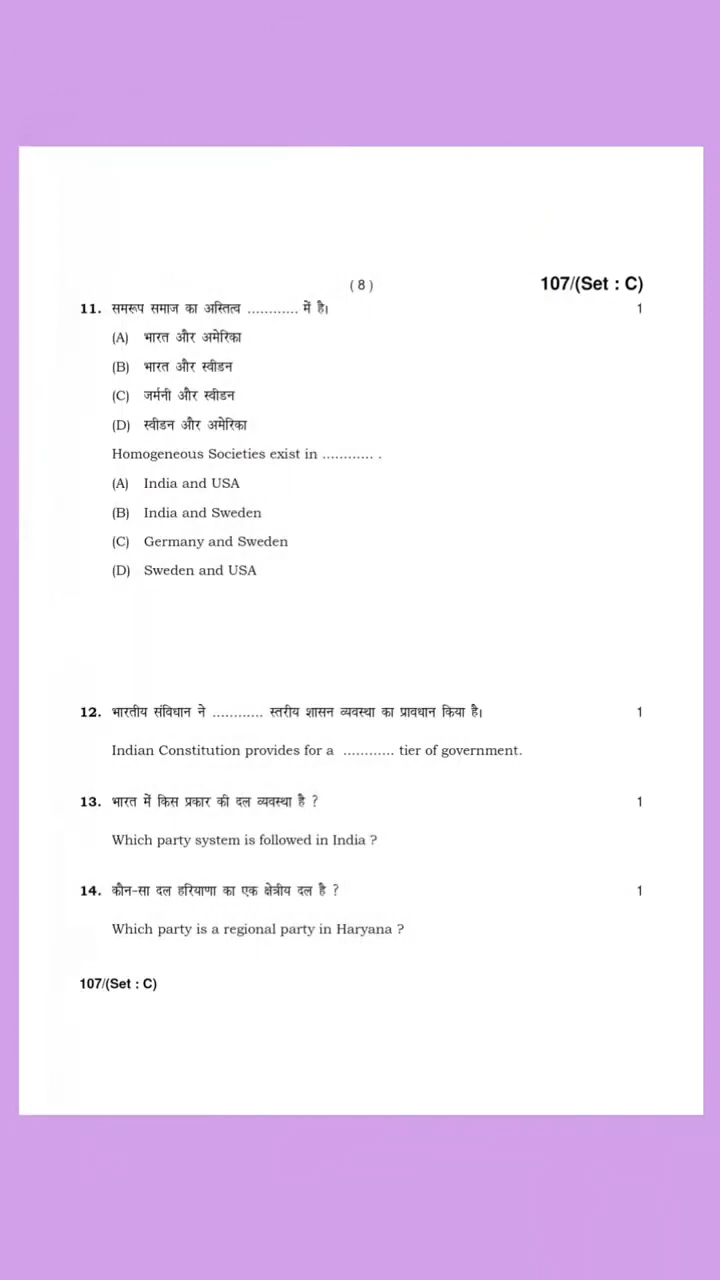 ( 8 )
107/(Set : C)
11. समरूप समाज का अस्तित्व ............ में है। 1
(A) भारत और अमेरिका
(B) भारत और स्वीडन
(C) जर्मनी और स्वीडन
(D) स्वीडन और अमेरिका
Homogeneous Societies exist in ............ .
(A) India and USA
(B) India and Sweden
(C) Germany and Sweden
(D) Sweden and USA
12. भारतीय संविधान ने ............ स्तरीय शासन व्यवस्था का प्रावधान किया है। 1
Indian Constitution provides for a ............ tier of government.
13. भारत में किस प्रकार की दल व्यवस्था है ? 1
Which party system is followed in India ?
14. कौन-सा दल हरियाणा का एक क्षेत्रीय दल है ? 1
Which party is a regional party in Haryana ?
107/(Set : C)